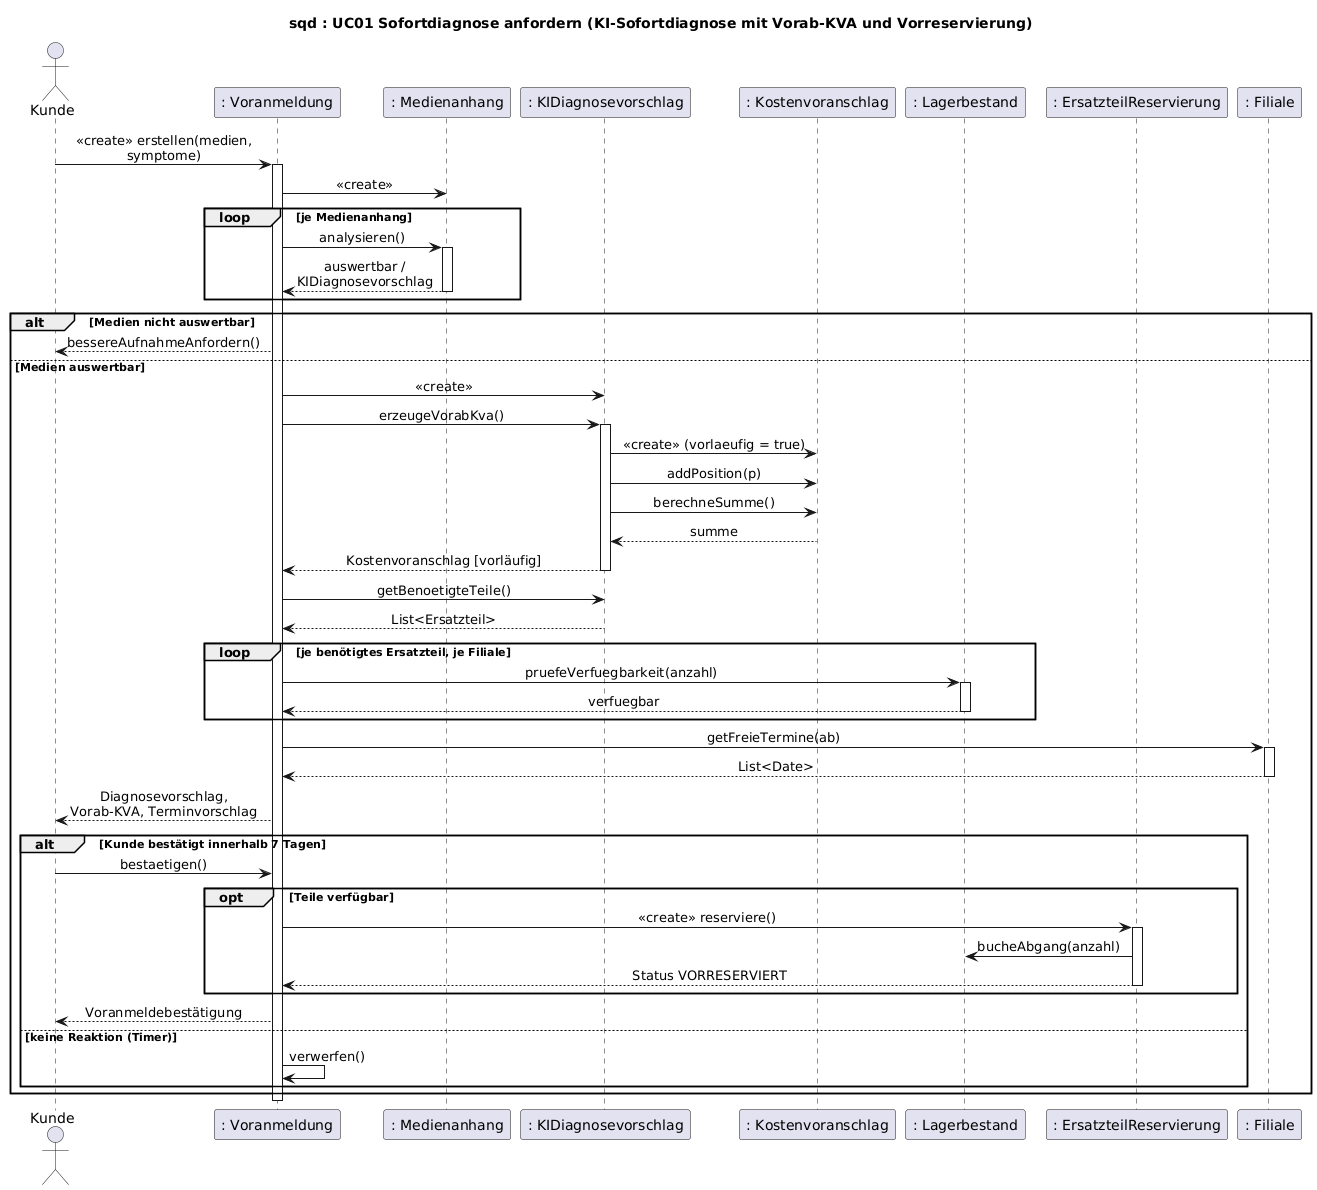 sqd : UC01 Sofortdiagnose anfordern (KI-Sofortdiagnose mit Vorab-KVA und Vorreservierung)
Kunde
: Voranmeldung
: Medienanhang
: KIDiagnosevorschlag
: Kostenvoranschlag
: Lagerbestand
: ErsatzteilReservierung
: Filiale
«create» erstellen(medien,
symptome)
«create»
loop
[je Medienanhang]
analysieren()
auswertbar /
KIDiagnosevorschlag
alt
[Medien nicht auswertbar]
bessereAufnahmeAnfordern()
[Medien auswertbar]
«create»
erzeugeVorabKva()
«create» (vorlaeufig = true)
addPosition(p)
berechneSumme()
summe
Kostenvoranschlag [vorläufig]
getBenoetigteTeile()
List<Ersatzteil>
loop
[je benötigtes Ersatzteil, je Filiale]
pruefeVerfuegbarkeit(anzahl)
verfuegbar
getFreieTermine(ab)
List<Date>
Diagnosevorschlag,
Vorab-KVA, Terminvorschlag
alt
[Kunde bestätigt innerhalb 7 Tagen]
bestaetigen()
opt
[Teile verfügbar]
«create» reserviere()
bucheAbgang(anzahl)
Status VORRESERVIERT
Voranmeldebestätigung
[keine Reaktion (Timer)]
verwerfen()
Kunde
: Voranmeldung
: Medienanhang
: KIDiagnosevorschlag
: Kostenvoranschlag
: Lagerbestand
: ErsatzteilReservierung
: Filiale